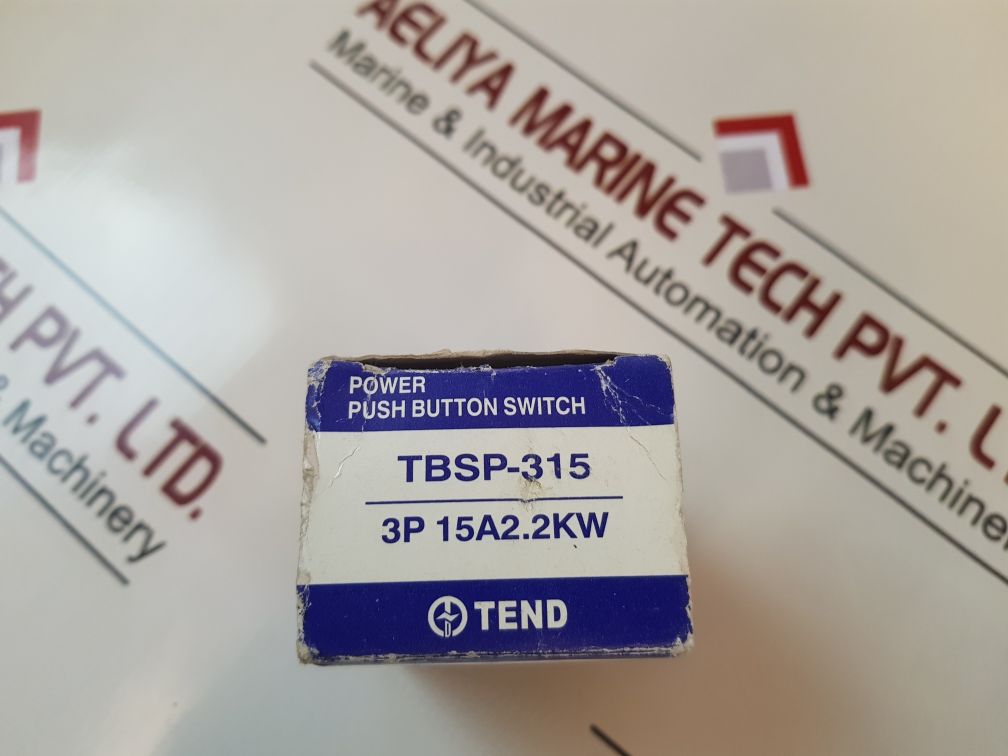 AELIYA MARINE TECH PVT. L
Marine & Industrial Automation & Machiner
H PVT. LTD.
& Machinery
POWER
PUSH BUTTON SWITCH
TBSP-315
3P 15A2.2KW
TEND